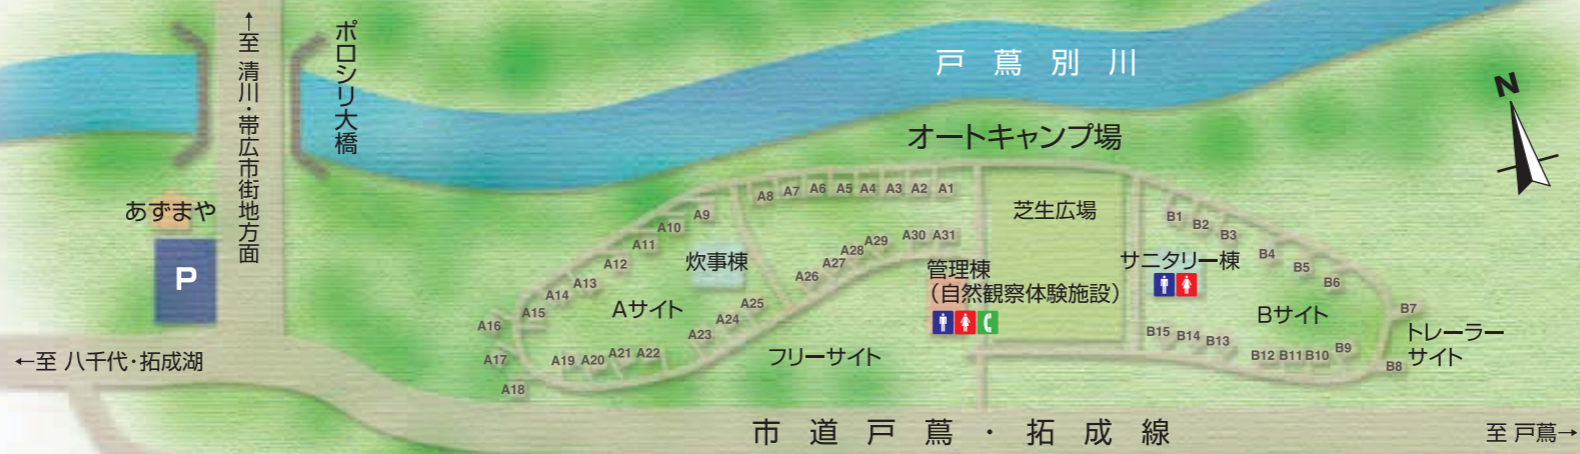 ↑至 清川・帯広市街地方面
ポロシリ大橋
戸蔦別川
N
オートキャンプ場
あずまや
P
A8 A7 A6 A5 A4 A3 A2 A1
芝生広場
A9
A10
A11
A12
A13
A14
A15
A16
A17
A18
炊事棟
Aサイト
A31
A30
A29
A28
A27
A26
A25
A24
A23
A19 A20 A21 A22
管理棟
（自然観察体験施設）
フリーサイト
サニタリー棟
B1
B2
B3
B4
B5
B6
B7
Bサイト
トレーラー
サイト
B15 B14 B13
B12 B11 B10 B9
B8
←至 八千代・拓成湖
市道戸蔦・拓成線
至 戸蔦→